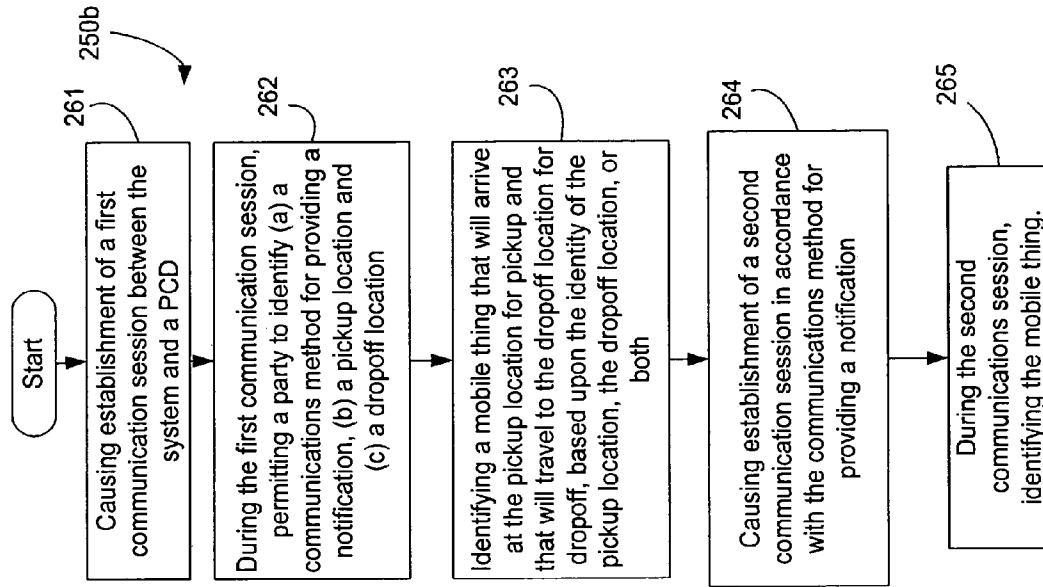 Start
250b
261
Causing establishment of a first
communication session between the
system and a PCD
262
During the first communication session,
permitting a party to identify (a) a
communications method for providing a
notification, (b) a pickup location and
(c) a dropoff location
263
Identifying a mobile thing that will arrive
at the pickup location for pickup and
that will travel to the dropoff location for
dropoff, based upon the identity of the
pickup location, the dropoff location, or
both
264
Causing establishment of a second
communication session in accordance
with the communications method for
providing a notification
265
During the second
communications session,
identifying the mobile thing.